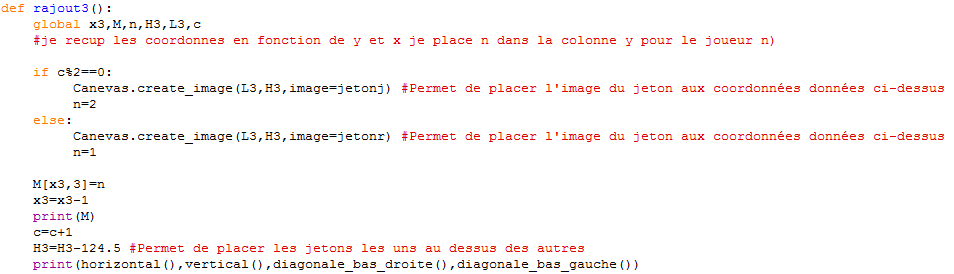 def rajout3():
    global x3,M,n,H3,L3,c
    #je recup les coordonnes en fonction de y et x je place n dans la colonne y pour le joueur n)

    if c%2==0:
        Canevas.create_image(L3,H3,image=jetonj) #Permet de placer l'image du jeton aux coordonnées données ci-dessus
        n=2
    else:
        Canevas.create_image(L3,H3,image=jetonr) #Permet de placer l'image du jeton aux coordonnées données ci-dessus
        n=1

    M[x3,3]=n
    x3=x3-1
    print(M)
    c=c+1
    H3=H3-124.5 #Permet de placer les jetons les uns au dessus des autres
    print(horizontal(),vertical(),diagonale_bas_droite(),diagonale_bas_gauche())